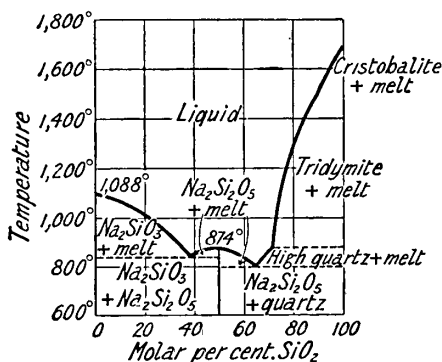 Temperature
1,800°
1,600°
1,400°
1,200°
1,000°
800°
600°
Cristobalite
+ melt
Liquid
Tridymite
+ melt
1,088°
Na₂Si₂O₅
+ melt
874°
Na₂SiO₃
+ melt
High quartz + melt
Na₂SiO₃
+ Na₂Si₂O₅
Na₂Si₂O₅
+ quartz
0 20 40 60 80 100
Molar per cent. SiO₂